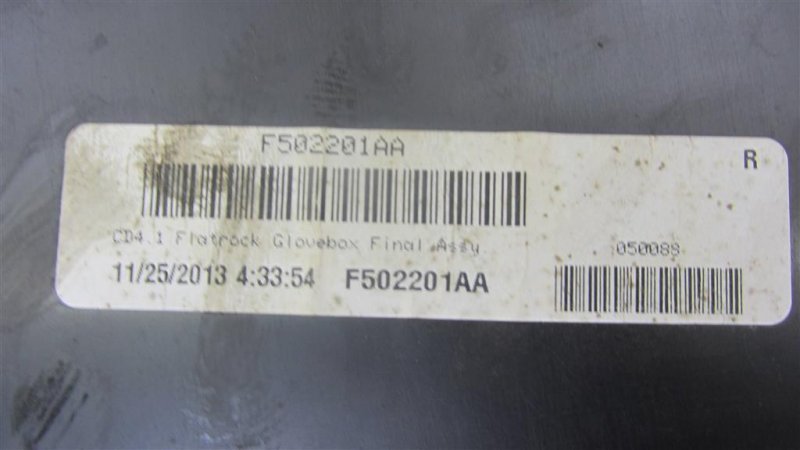 F502201AA
R
CD4.1 Flatrock Glovebox Final Assy
050088
11/25/2013 4:33:54 F502201AA